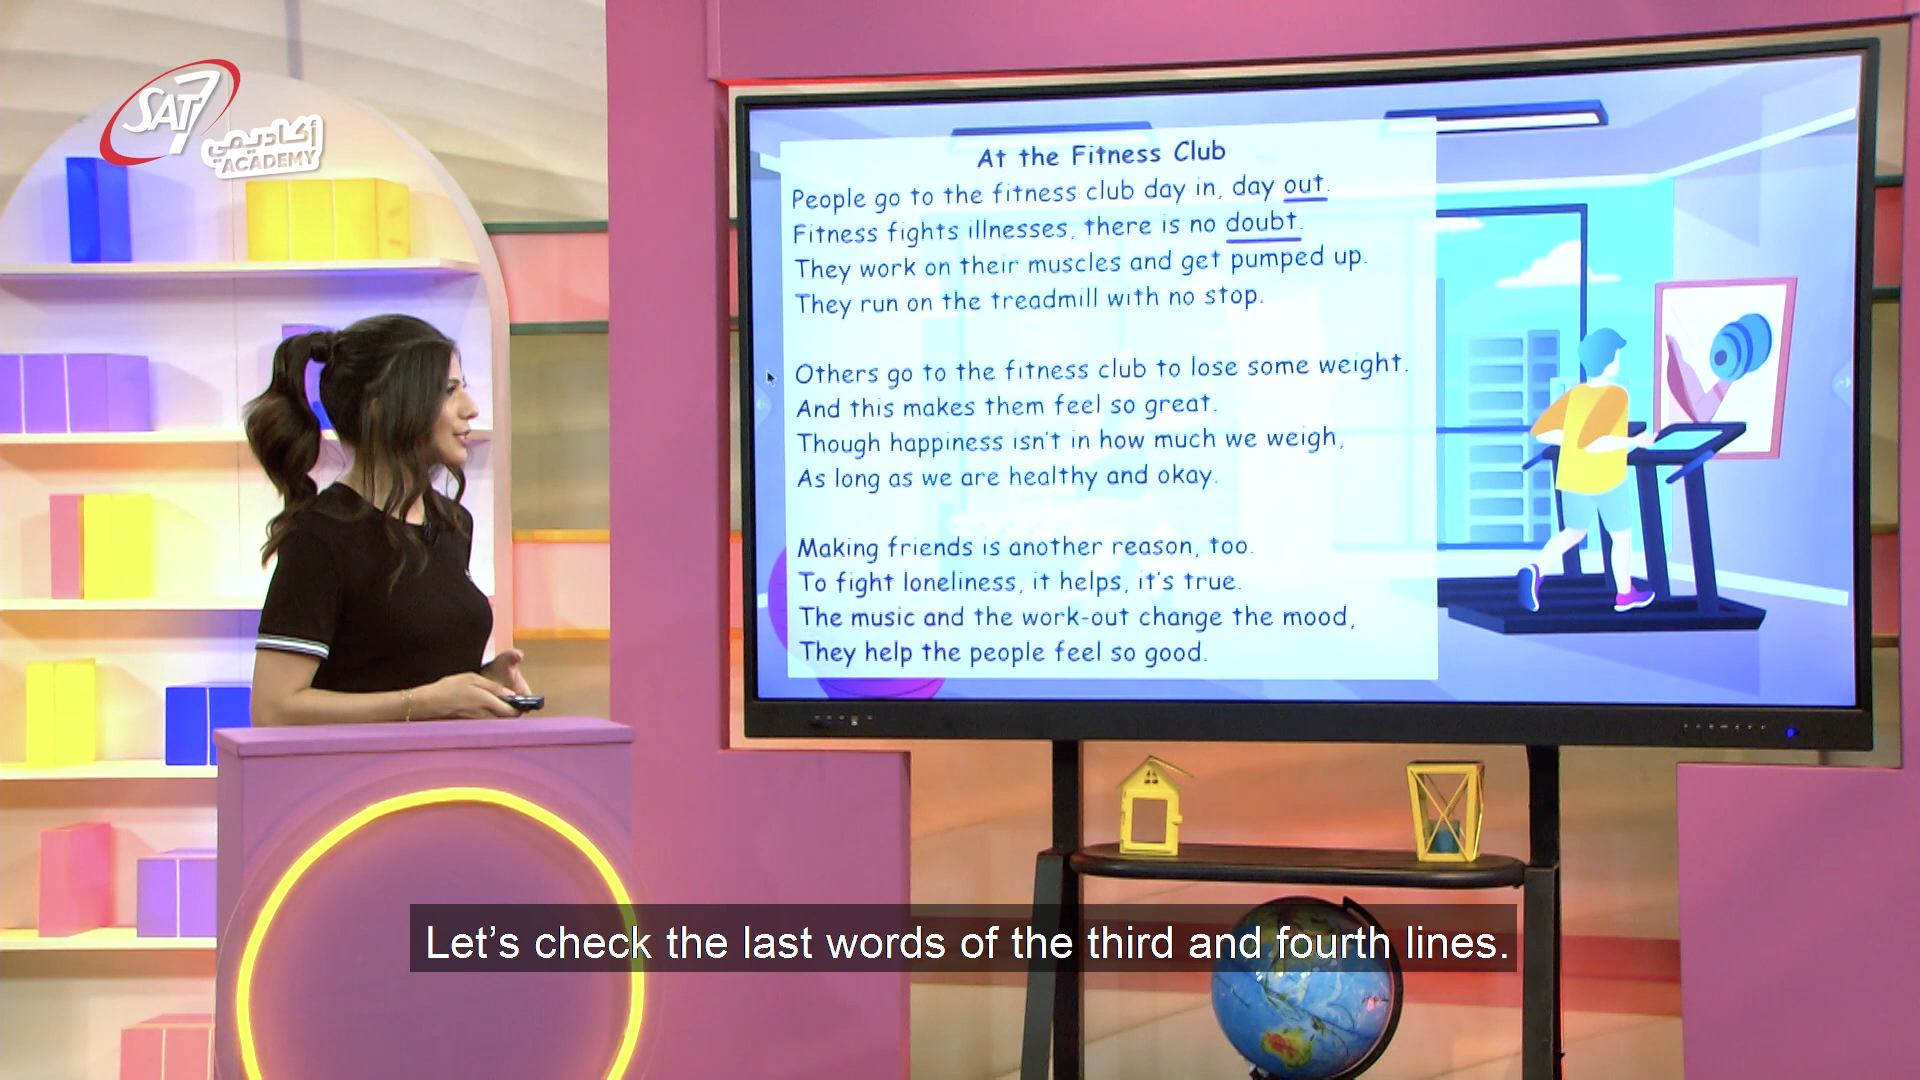 SAT7
أكاديمي
ACADEMY
At the Fitness Club
People go to the fitness club day in, day out.
Fitness fights illnesses, there is no doubt.
They work on their muscles and get pumped up.
They run on the treadmill with no stop.
Others go to the fitness club to lose some weight.
And this makes them feel so great.
Though happiness isn't in how much we weigh,
As long as we are healthy and okay.
Making friends is another reason, too.
To fight loneliness, it helps, it's true.
The music and the work-out change the mood,
They help the people feel so good.
Let's check the last words of the third and fourth lines.